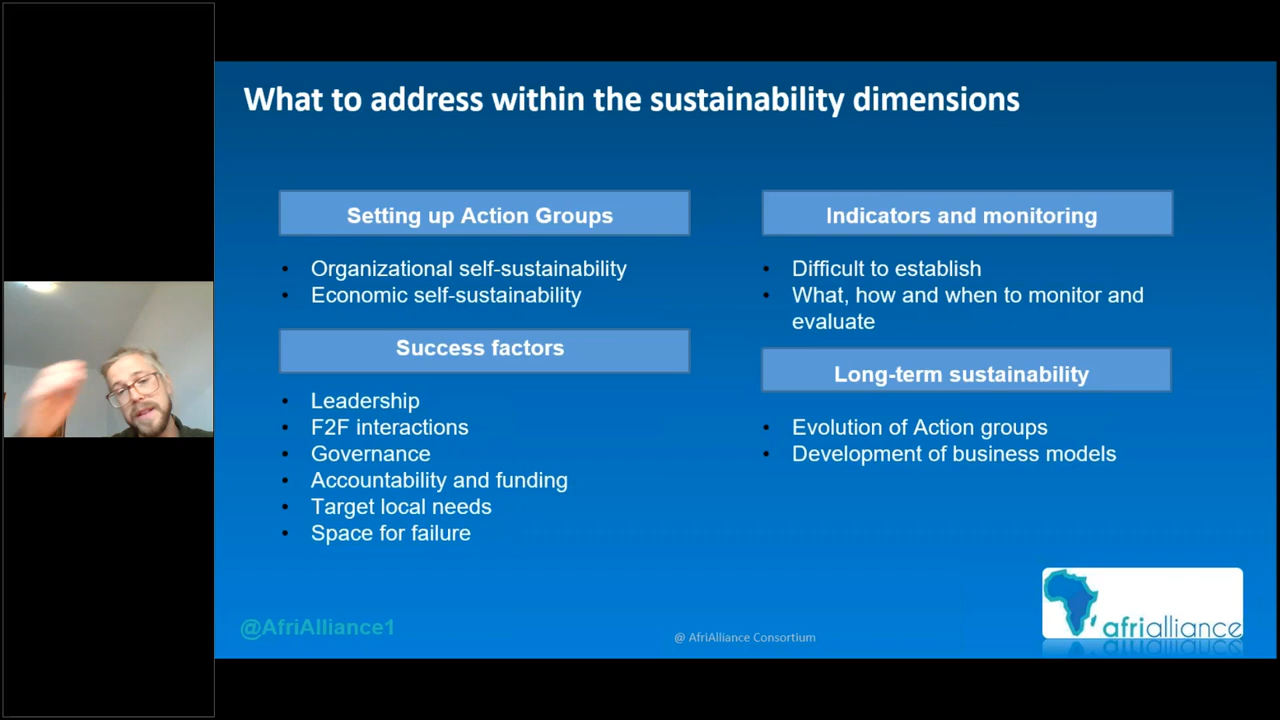 What to address within the sustainability dimensions
Setting up Action Groups
• Organizational self-sustainability
• Economic self-sustainability
Success factors
• Leadership
• F2F interactions
• Governance
• Accountability and funding
• Target local needs
• Space for failure
Indicators and monitoring
• Difficult to establish
• What, how and when to monitor and
evaluate
Long-term sustainability
• Evolution of Action groups
• Development of business models
@AfriAlliance1
@ AfriAlliance Consortium
afrialliance